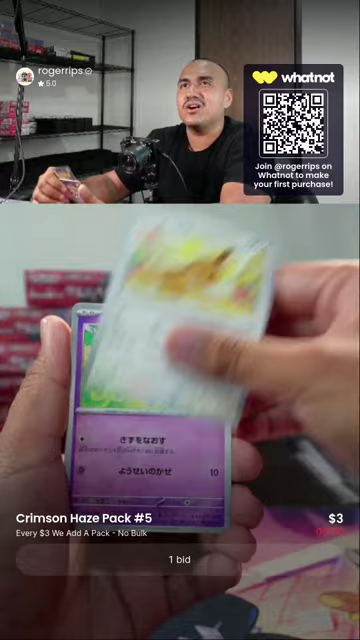 rogerrips
5.0
whatnot
Join @rogerrips on
Whatnot to make
your first purchase!
きずをなおす
ようせいのかぜ
10
Crimson Haze Pack #5
$3
Every $3 We Add A Pack - No Bulk
1 bid